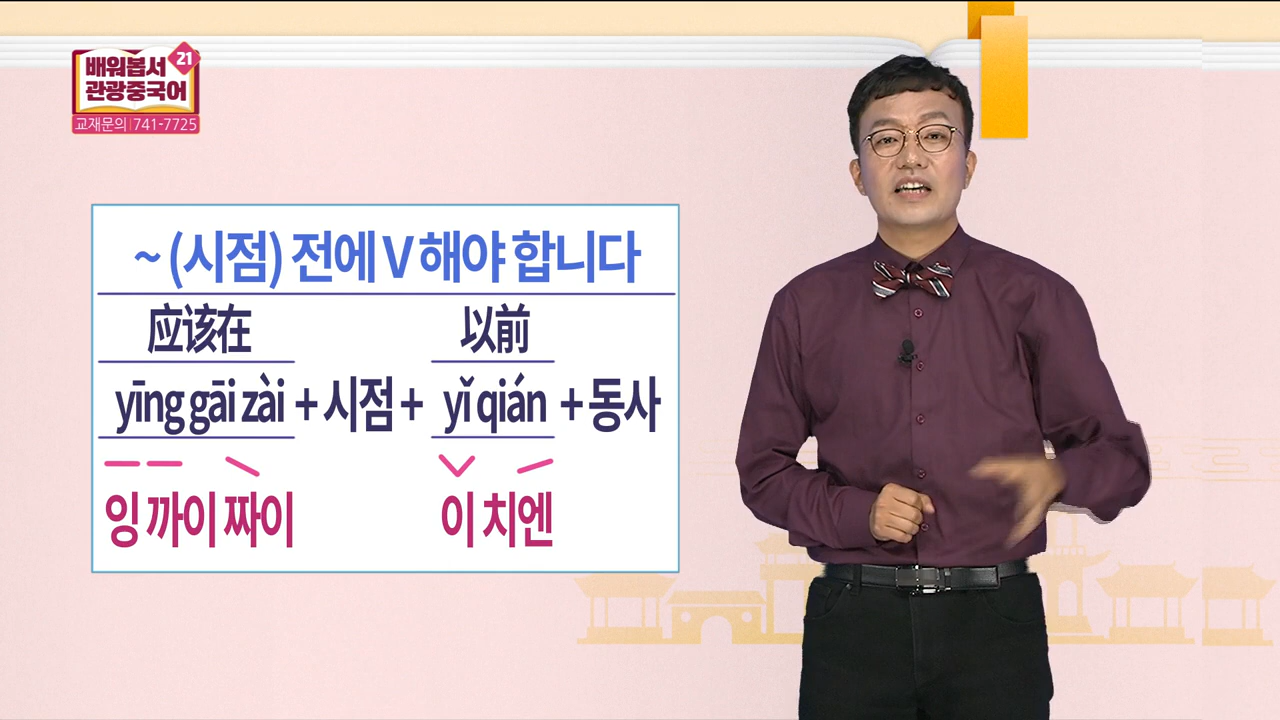 배워봅서 21
관광중국어
교재문의 | 741-7725
~ (시점) 전에 V 해야 합니다
应该在 以前
yīng gāi zài + 시점 + yǐ qián + 동사
잉 까이 짜이 이 치엔